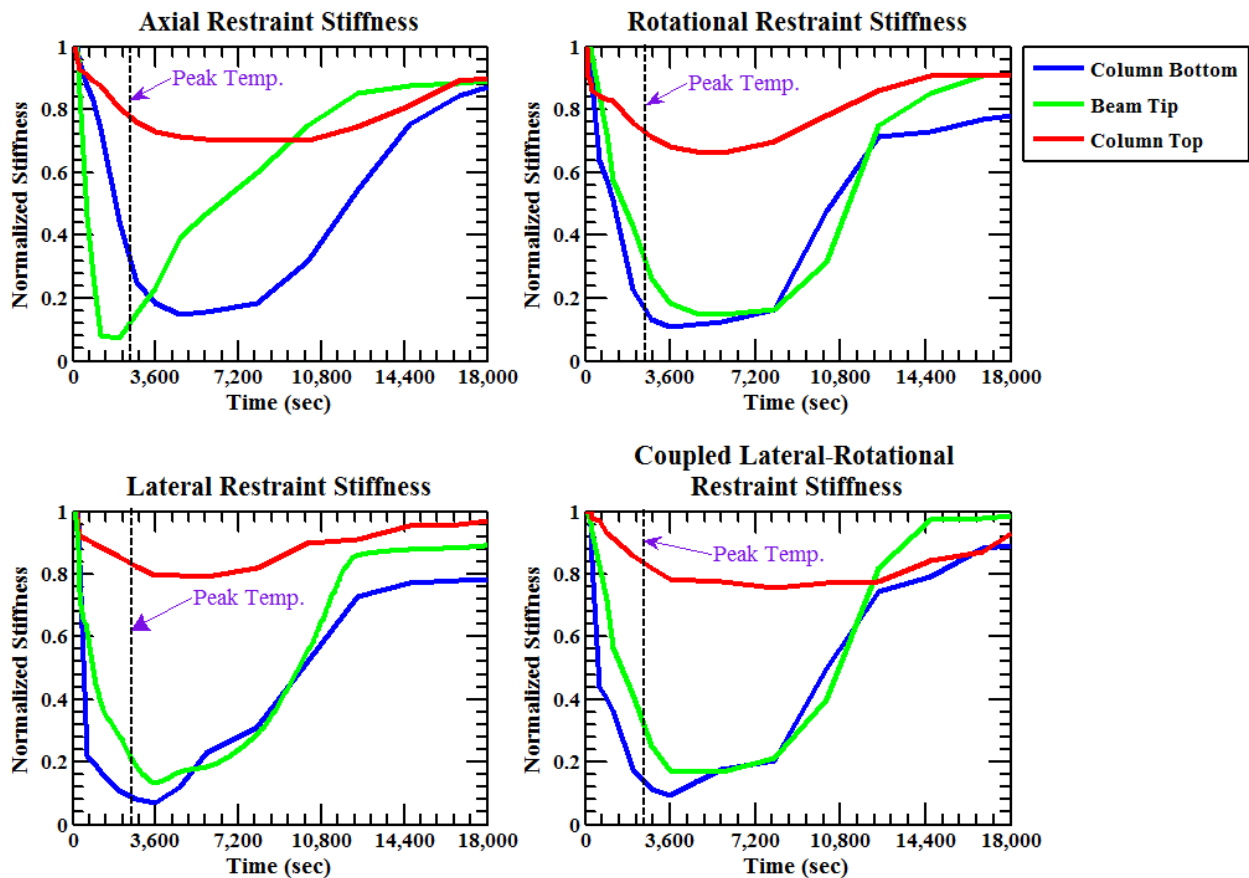 Axial Restraint Stiffness
Normalized Stiffness
1
0.8
0.6
0.4
0.2
0
Peak Temp.
0 3,600 7,200 10,800 14,400 18,000
Time (sec)
Rotational Restraint Stiffness
Normalized Stiffness
1
0.8
0.6
0.4
0.2
0
Peak Temp.
0 3,600 7,200 10,800 14,400 18,000
Time (sec)
Column Bottom
Beam Tip
Column Top
Lateral Restraint Stiffness
Normalized Stiffness
1
0.8
0.6
0.4
0.2
0
Peak Temp.
0 3,600 7,200 10,800 14,400 18,000
Time (sec)
Coupled Lateral-Rotational
Restraint Stiffness
Normalized Stiffness
1
0.8
0.6
0.4
0.2
0
Peak Temp.
0 3,600 7,200 10,800 14,400 18,000
Time (sec)